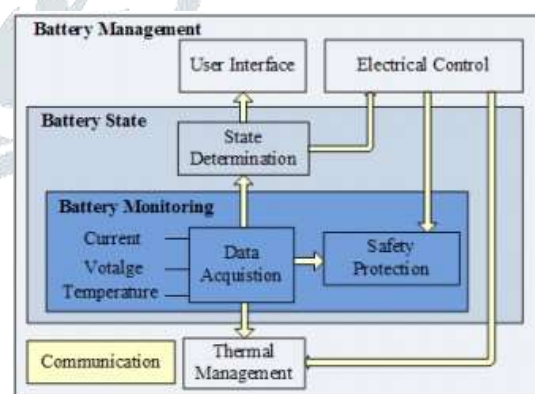 Battery Management
User Interface
Electrical Control
Battery State
State
Determination
Battery Monitoring
Current
Votalge
Temperature
Data
Acquistion
Safety
Protection
Communication
Thermal
Management